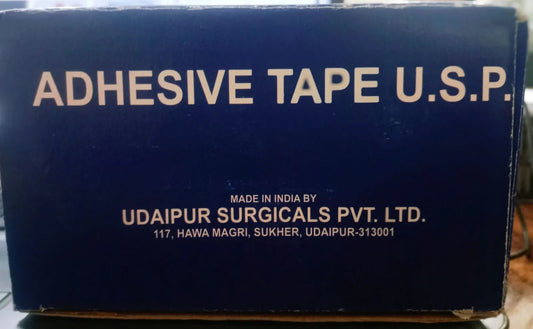 ADHESIVE TAPE U.S.P.
MADE IN INDIA BY
UDAIPUR SURGICALS PVT. LTD.
117, HAWA MAGRI, SUKHER, UDAIPUR-313001